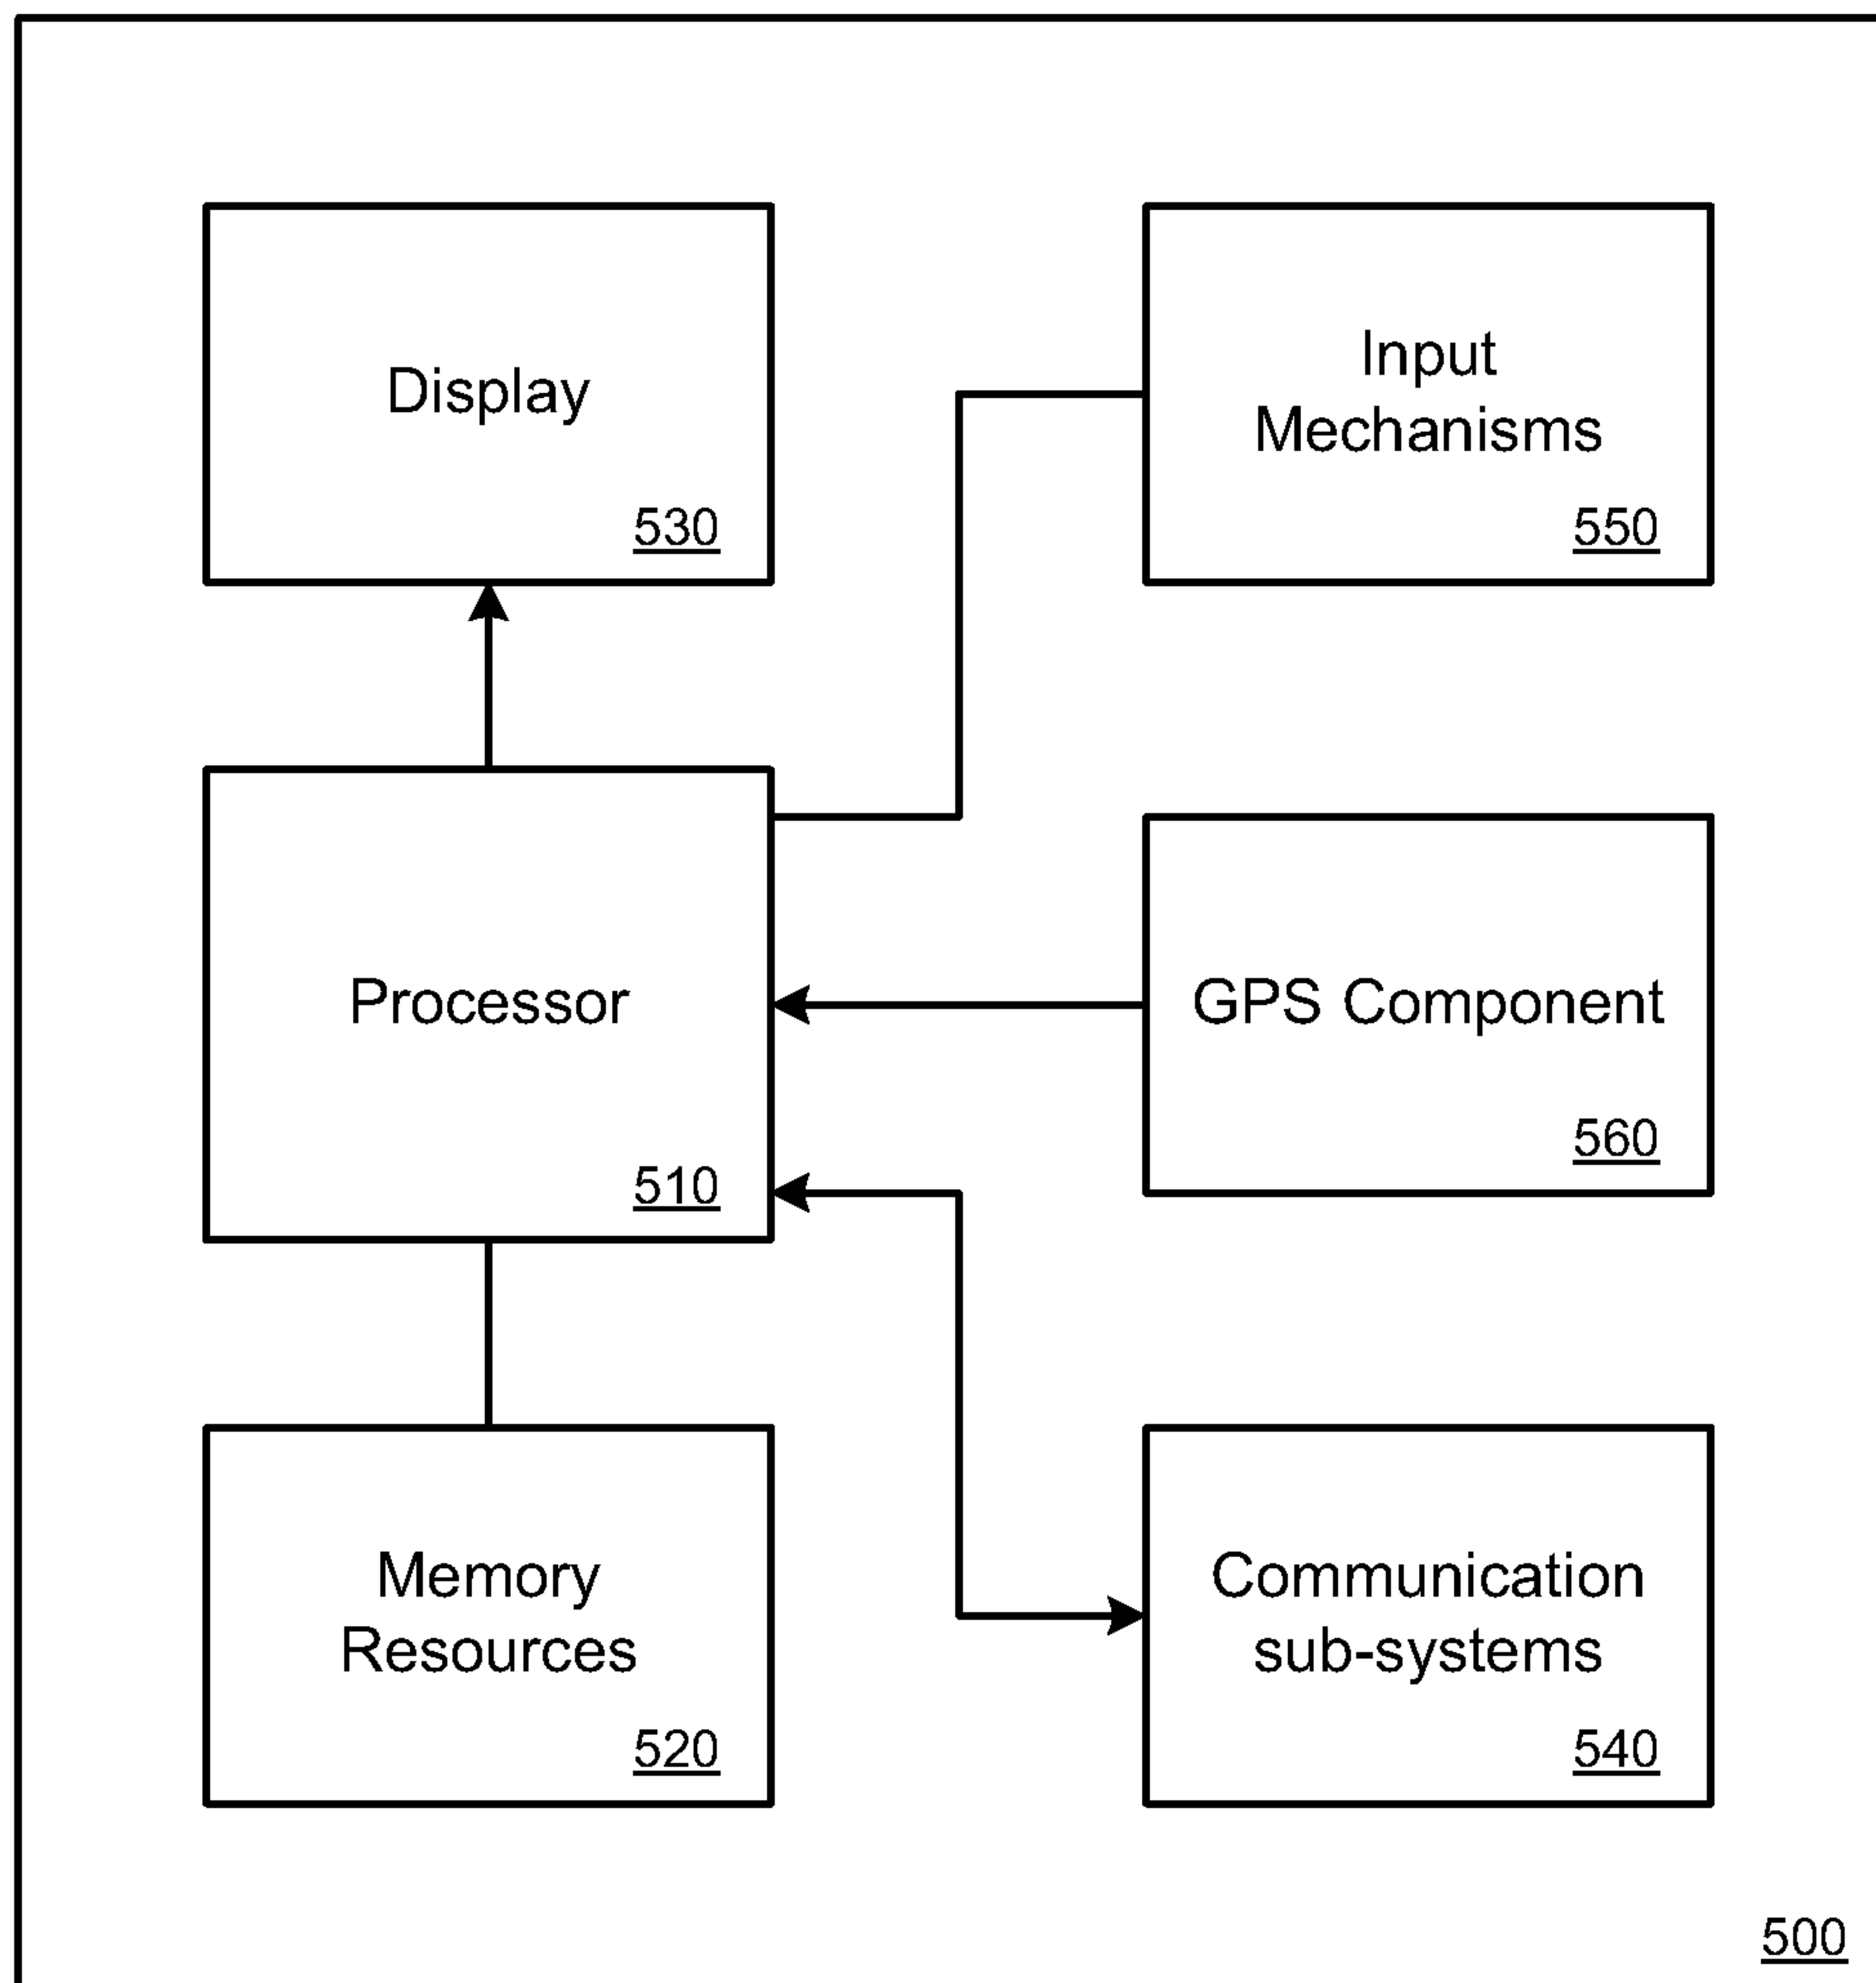 Display
530
Input
Mechanisms
550
Processor
510
GPS Component
560
Memory
Resources
520
Communication
sub-systems
540
500